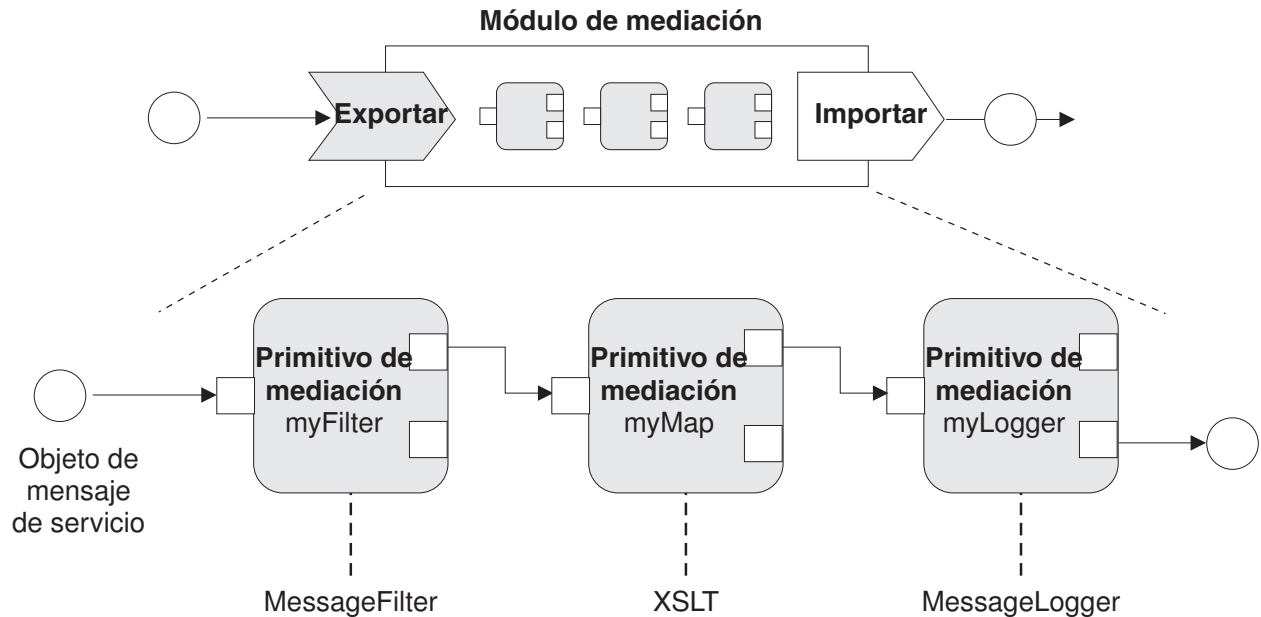 Módulo de mediación
Exportar
Importar
Primitivo de
mediación
myFilter
Primitivo de
mediación
myMap
Primitivo de
mediación
myLogger
Objeto de
mensaje
de servicio
MessageFilter
XSLT
MessageLogger